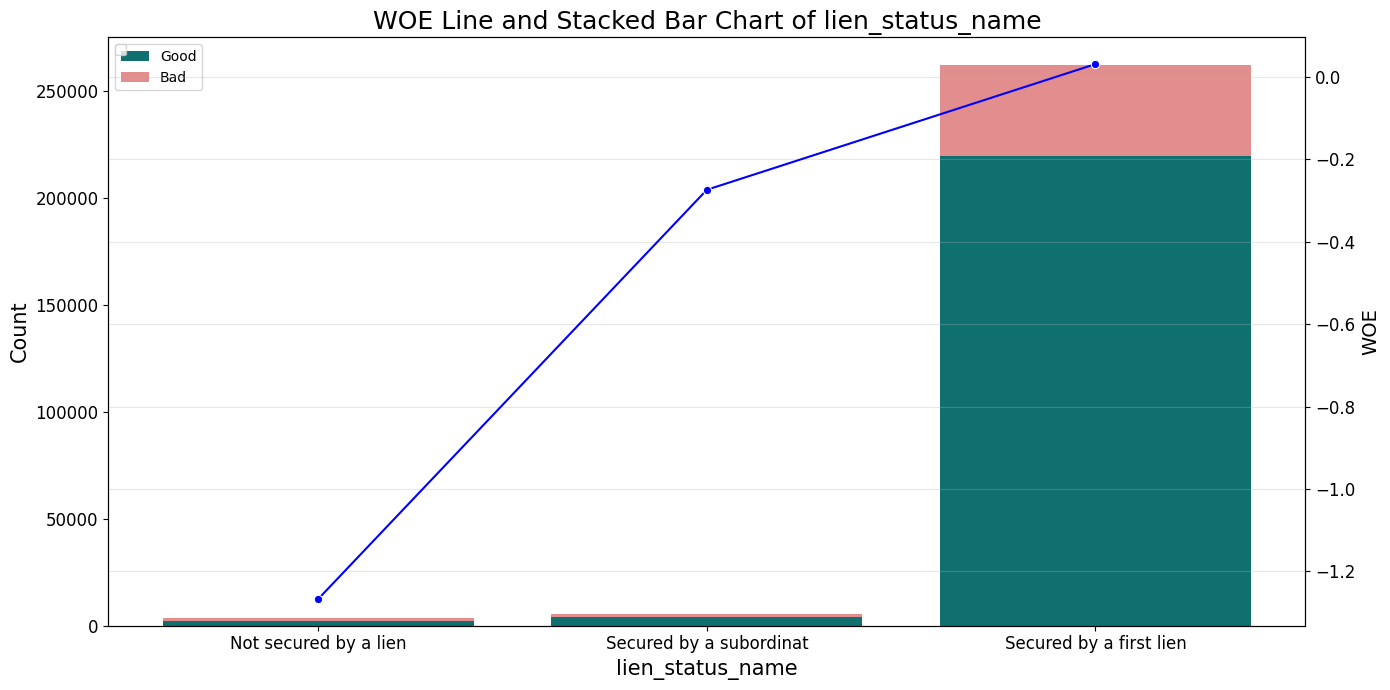 WOE Line and Stacked Bar Chart of lien_status_name
Good
Bad
250000
200000
150000
100000
50000
0
Count
0.0
−0.2
−0.4
−0.6
−0.8
−1.0
−1.2
WOE
Not secured by a lien
Secured by a subordinat
Secured by a first lien
lien_status_name